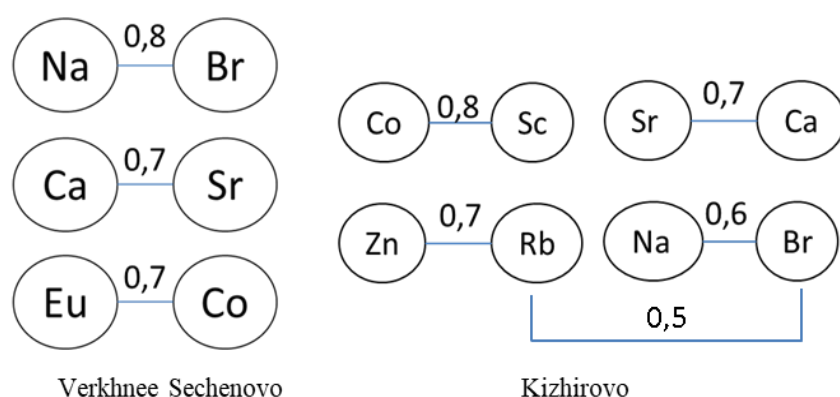 0,8
Na Br
0,7
Ca Sr
0,7
Eu Co
Verkhnee Sechenovo
0,8
Co Sc
0,7
Sr Ca
0,7
Zn Rb
0,6
Na Br
0,5
Kizhirovo